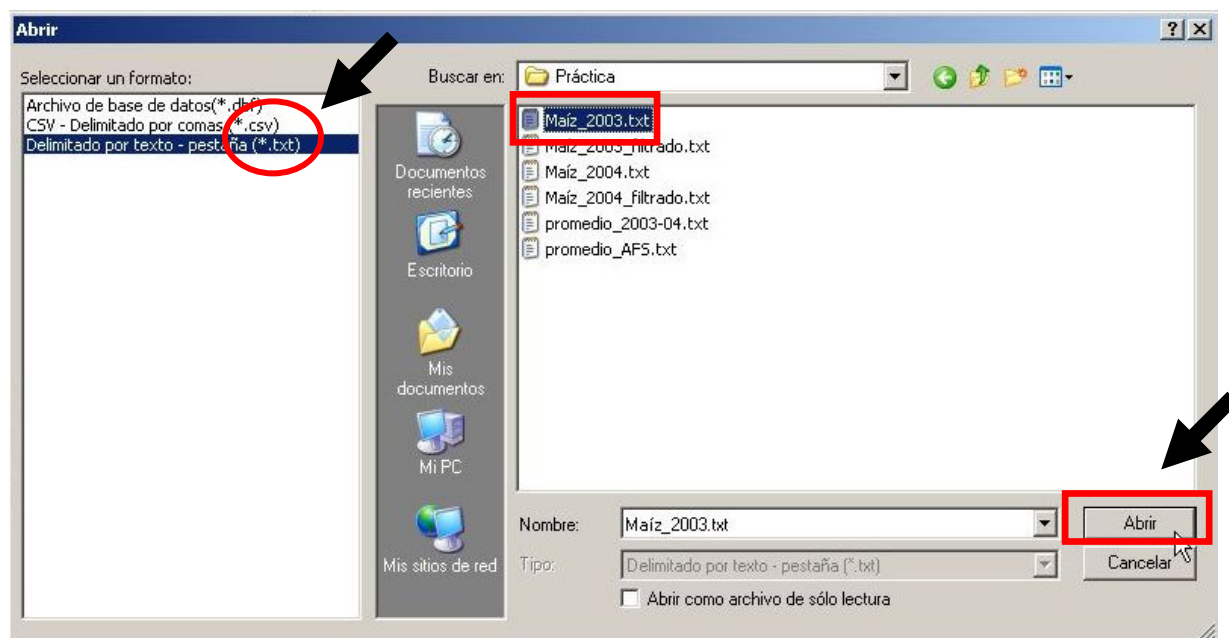 Abrir
Seleccionar un formato:
Archivo de base de datos(*.dbf)
CSV - Delimitado por comas (*.csv)
Delimitado por texto - pestaña (*.txt)
Buscar en:
Práctica
Documentos
recientes
Escritorio
Mis
documentos
Mi PC
Mis sitios de red
Maíz_2003.txt
Maíz_2003_filtrado.txt
Maíz_2004.txt
Maíz_2004_filtrado.txt
promedio_2003-04.txt
promedio_AFS.txt
Nombre:
Maíz_2003.txt
Abrir
Tipo:
Delimitado por texto - pestaña (*.txt)
Cancelar
Abrir como archivo de sólo lectura